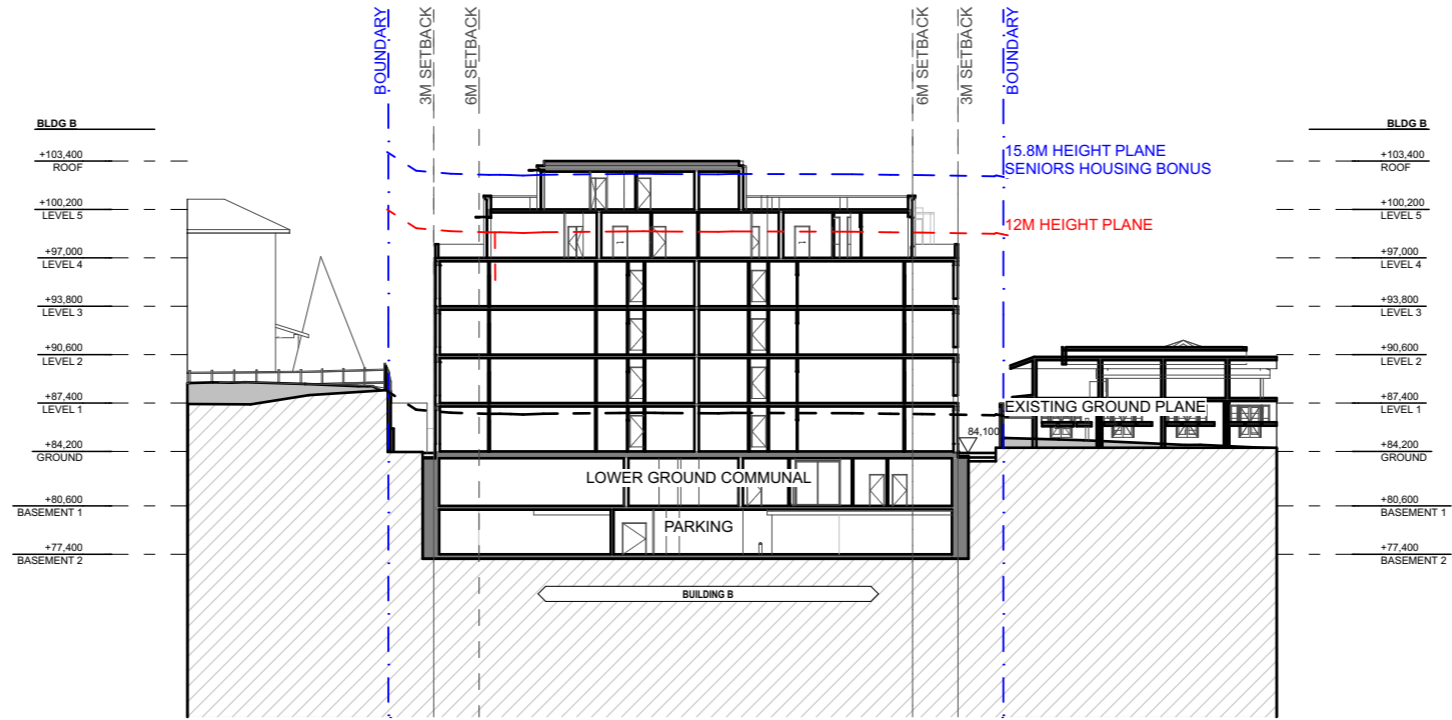 BOUNDARY
3M SETBACK
6M SETBACK
6M SETBACK
3M SETBACK
BOUNDARY
BLDG B
+103,400
ROOF
+100,200
LEVEL 5
+97,000
LEVEL 4
+93,800
LEVEL 3
+90,600
LEVEL 2
+87,400
LEVEL 1
+84,200
GROUND
+80,600
BASEMENT 1
+77,400
BASEMENT 2
15.8M HEIGHT PLANE
SENIORS HOUSING BONUS
12M HEIGHT PLANE
EXISTING GROUND PLANE
84,100
LOWER GROUND COMMUNAL
PARKING
BUILDING B
BLDG B
+103,400
ROOF
+100,200
LEVEL 5
+97,000
LEVEL 4
+93,800
LEVEL 3
+90,600
LEVEL 2
+87,400
LEVEL 1
+84,200
GROUND
+80,600
BASEMENT 1
+77,400
BASEMENT 2